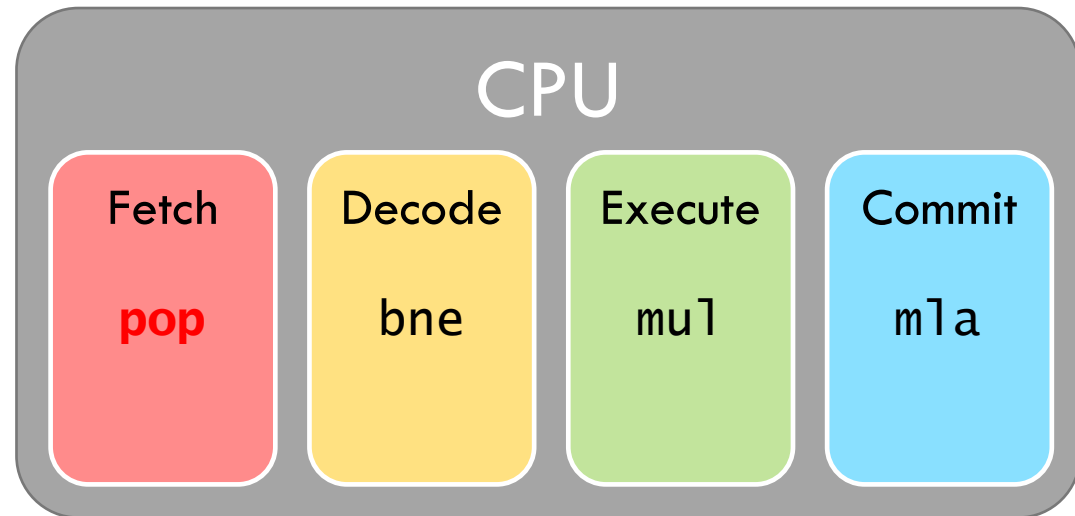 CPU
Fetch
pop
Decode
bne
Execute
mul
Commit
mla